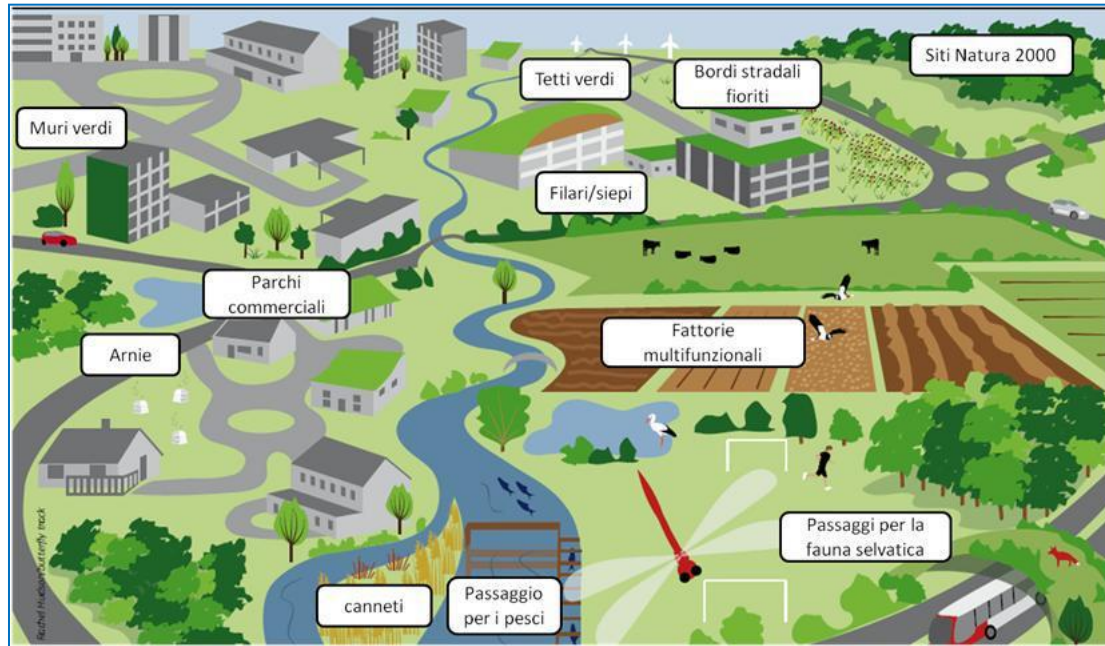 Siti Natura 2000
Tetti verdi
Bordi stradali
fioriti
Muri verdi
Filari/siepi
Parchi
commerciali
Arnie
Fattorie
multifunzionali
Passaggi per la
fauna selvatica
canneti
Passaggio
per i pesci